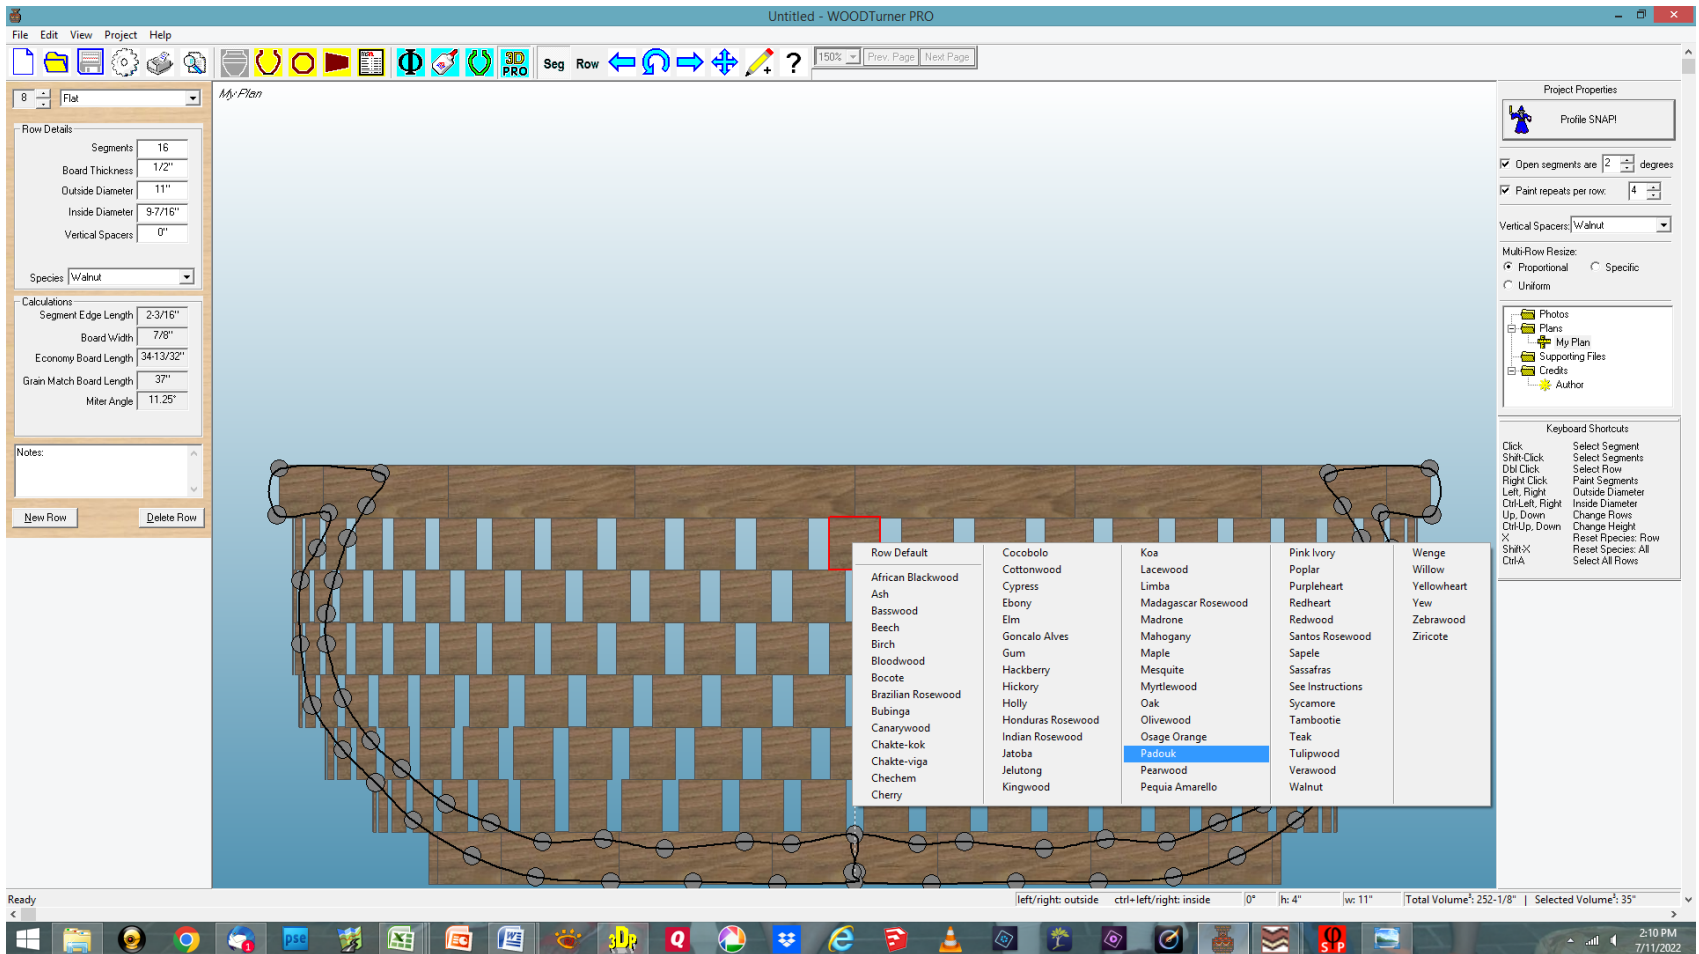 Untitled - WOODTurner PRO
File Edit View Project Help
3D PRO Seg Row ? 150% Prev. Page Next Page
8 Flat
My Plan
Row Details
Segments 16
Board Thickness 1/2"
Outside Diameter 11"
Inside Diameter 9-7/16"
Vertical Spacers 0"
Species Walnut
Calculations
Segment Edge Length 2-3/16"
Board Width 7/8"
Economy Board Length 34-13/32"
Grain Match Board Length 37"
Miter Angle 11.25°
Notes:
New Row Delete Row
Row Default
African Blackwood
Ash
Basswood
Beech
Birch
Bloodwood
Bocote
Brazilian Rosewood
Bubinga
Canarywood
Chakte-kok
Chakte-viga
Chechem
Cherry
Cocobolo
Cottonwood
Cypress
Ebony
Elm
Goncalo Alves
Gum
Hackberry
Hickory
Holly
Honduras Rosewood
Indian Rosewood
Jatoba
Jelutong
Kingwood
Koa
Lacewood
Limba
Madagascar Rosewood
Madrone
Mahogany
Maple
Mesquite
Myrtlewood
Oak
Olivewood
Osage Orange
Padouk
Pearwood
Pequia Amarello
Pink Ivory
Poplar
Purpleheart
Redheart
Redwood
Santos Rosewood
Sapele
Sassafras
See Instructions
Sycamore
Tambootie
Teak
Tulipwood
Verawood
Walnut
Wenge
Willow
Yellowheart
Yew
Zebrawood
Ziricote
Project Properties
Profile SNAP!
Open segments are 2 degrees
Paint repeats per row: 4
Vertical Spacers: Walnut
Multi-Row Resize:
Proportional Specific
Uniform
Photos
Plans
My Plan
Supporting Files
Credits
Author
Keyboard Shortcuts
Click Select Segment
Shift-Click Select Segments
Dbl Click Select Row
Right Click Paint Segments
Left, Right Outside Diameter
Ctrl-Left, Right Inside Diameter
Up, Down Change Rows
Ctrl-Up, Down Change Height
X Reset Rpecies: Row
Shift-X Reset Species: All
Ctrl-A Select All Rows
Ready left/right: outside ctrl+left/right: inside 0° h: 4" w: 11" Total Volume³: 252-1/8" | Selected Volume³: 35"
pse 3DP Q SP
2:10 PM
7/11/2022